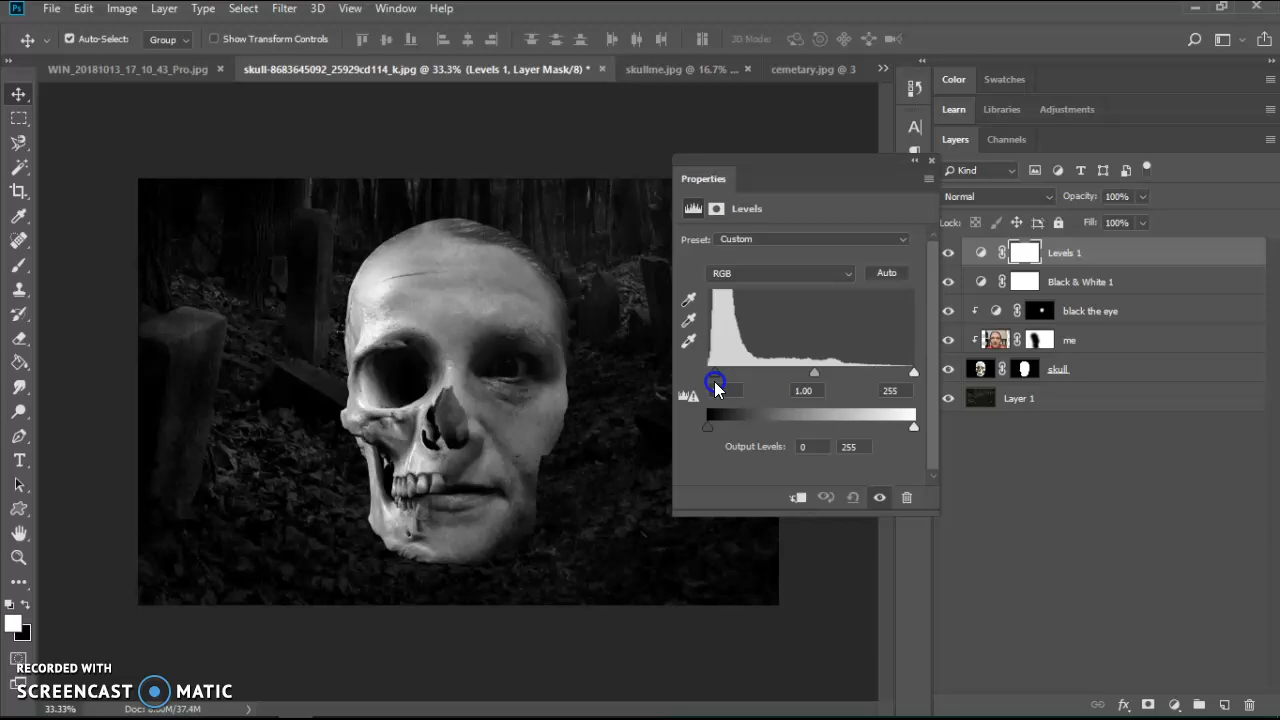 Ps File Edit Image Layer Type Select Filter 3D View Window Help
Auto-Select: Group Show Transform Controls 3D Mode:
WIN_20181013_17_10_43_Pro.jpg × skull-8683645092_25929cd114_k.jpg @ 33.3% (Levels 1, Layer Mask/8) * × skullme.jpg @ 16.7% ... × cemetary.jpg @ 3
Color Swatches
Learn Libraries Adjustments
Layers Channels
Kind
Normal Opacity: 100%
Lock: Fill: 100%
Levels 1
Black & White 1
black the eye
me
skull
Layer 1
Properties
Levels
Preset: Custom
RGB Auto
1.00 255
Output Levels: 0 255
RECORDED WITH
SCREENCAST MATIC
33.33%